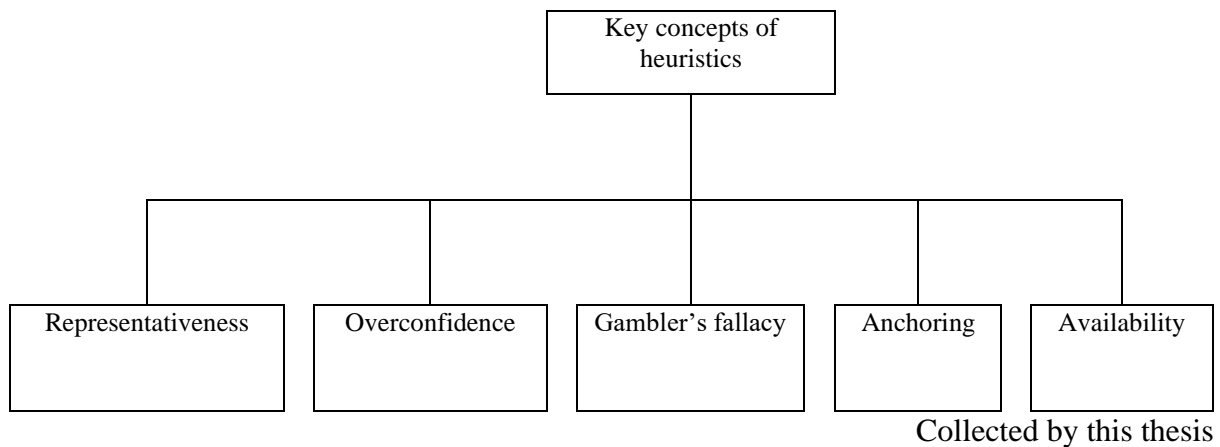 Key concepts of
heuristics
Representativeness
Overconfidence
Gambler’s fallacy
Anchoring
Availability
Collected by this thesis